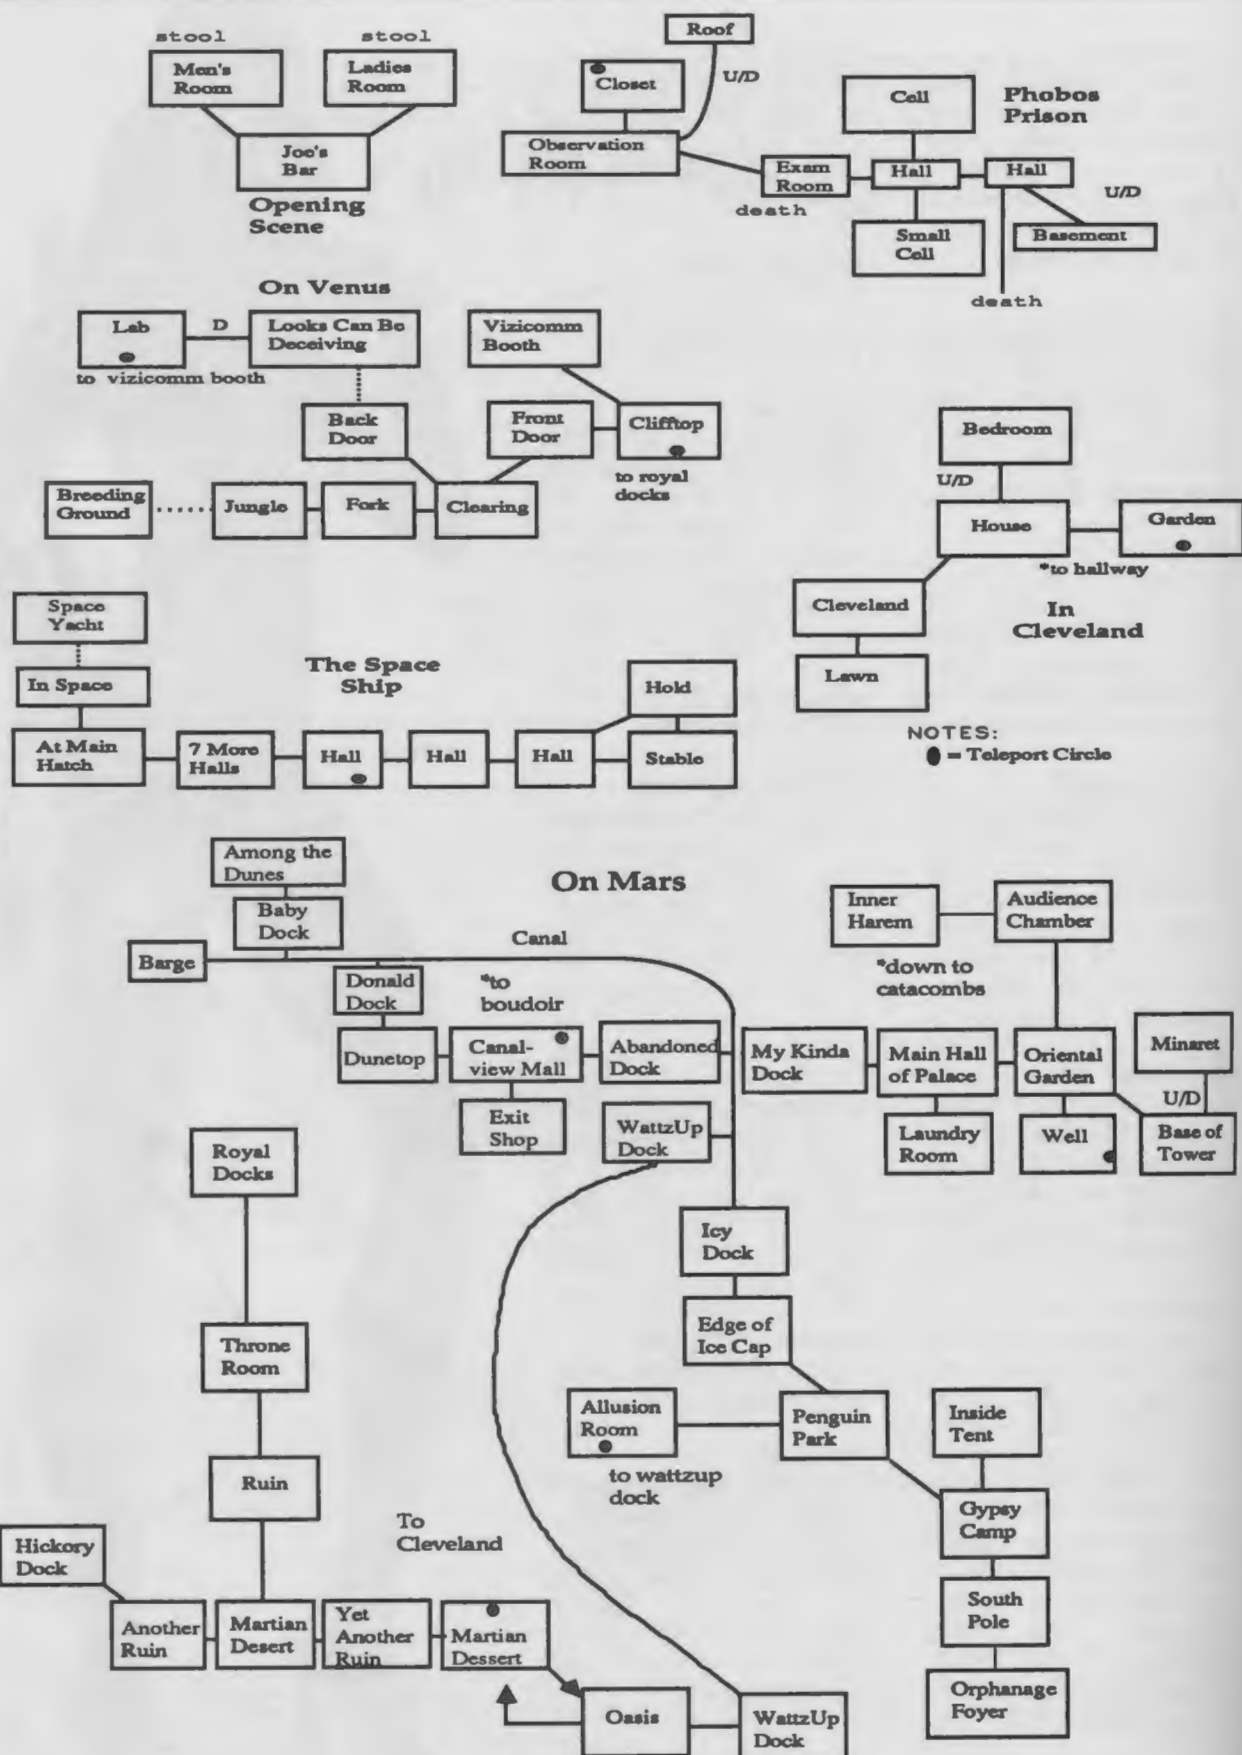 stool
stool
Men's
Room
Ladies
Room
Joe's
Bar
Opening
Scene
Roof
U/D
Closet
Observation
Room
Exam
Room
death
Cell
Phobos
Prison
Hall
Hall
U/D
Small
Cell
Basement
death
On Venus
Lab
D
Looks Can Be
Deceiving
to vizicomm booth
Vizicomm
Booth
Back
Door
Front
Door
Clifftop
to royal
docks
Breeding
Ground
Jungle
Fork
Clearing
Bedroom
U/D
House
Garden
*to hallway
Cleveland
In
Cleveland
Lawn
NOTES:
= Teleport Circle
Space
Yacht
In Space
The Space
Ship
At Main
Hatch
7 More
Halls
Hall
Hall
Hall
Hold
Stable
On Mars
Among the
Dunes
Baby
Dock
Barge
Canal
Donald
Dock
*to
boudoir
Dunetop
Canal-
view Mall
Abandoned
Dock
Exit
Shop
WattzUp
Dock
Inner
Harem
Audience
Chamber
*down to
catacombs
My Kinda
Dock
Main Hall
of Palace
Oriental
Garden
Minaret
U/D
Laundry
Room
Well
Base of
Tower
Royal
Docks
Icy
Dock
Edge of
Ice Cap
Throne
Room
Allusion
Room
to wattzup
dock
Penguin
Park
Inside
Tent
Ruin
Gypsy
Camp
To
Cleveland
Hickory
Dock
Another
Ruin
Martian
Desert
Yet
Another
Ruin
Martian
Dessert
South
Pole
Orphanage
Foyer
Oasis
WattzUp
Dock